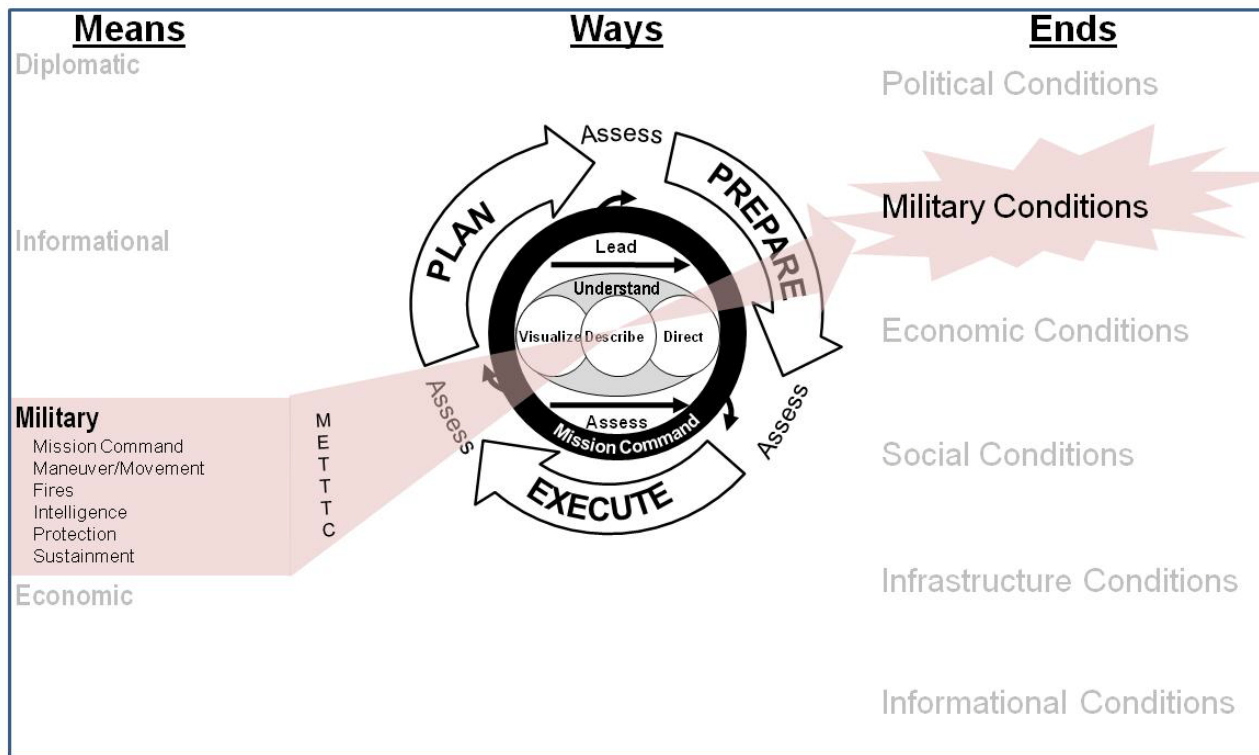 Means
Ways
Ends
Diplomatic
Informational
Military
Mission Command
Maneuver/Movement
Fires
Intelligence
Protection
Sustainment
Economic
M
E
T
T
T
C
Assess
PLAN
PREPARE
Lead
Understand
Visualize
Describe
Direct
Assess
Mission Command
Assess
Assess
EXECUTE
Political Conditions
Military Conditions
Economic Conditions
Social Conditions
Infrastructure Conditions
Informational Conditions